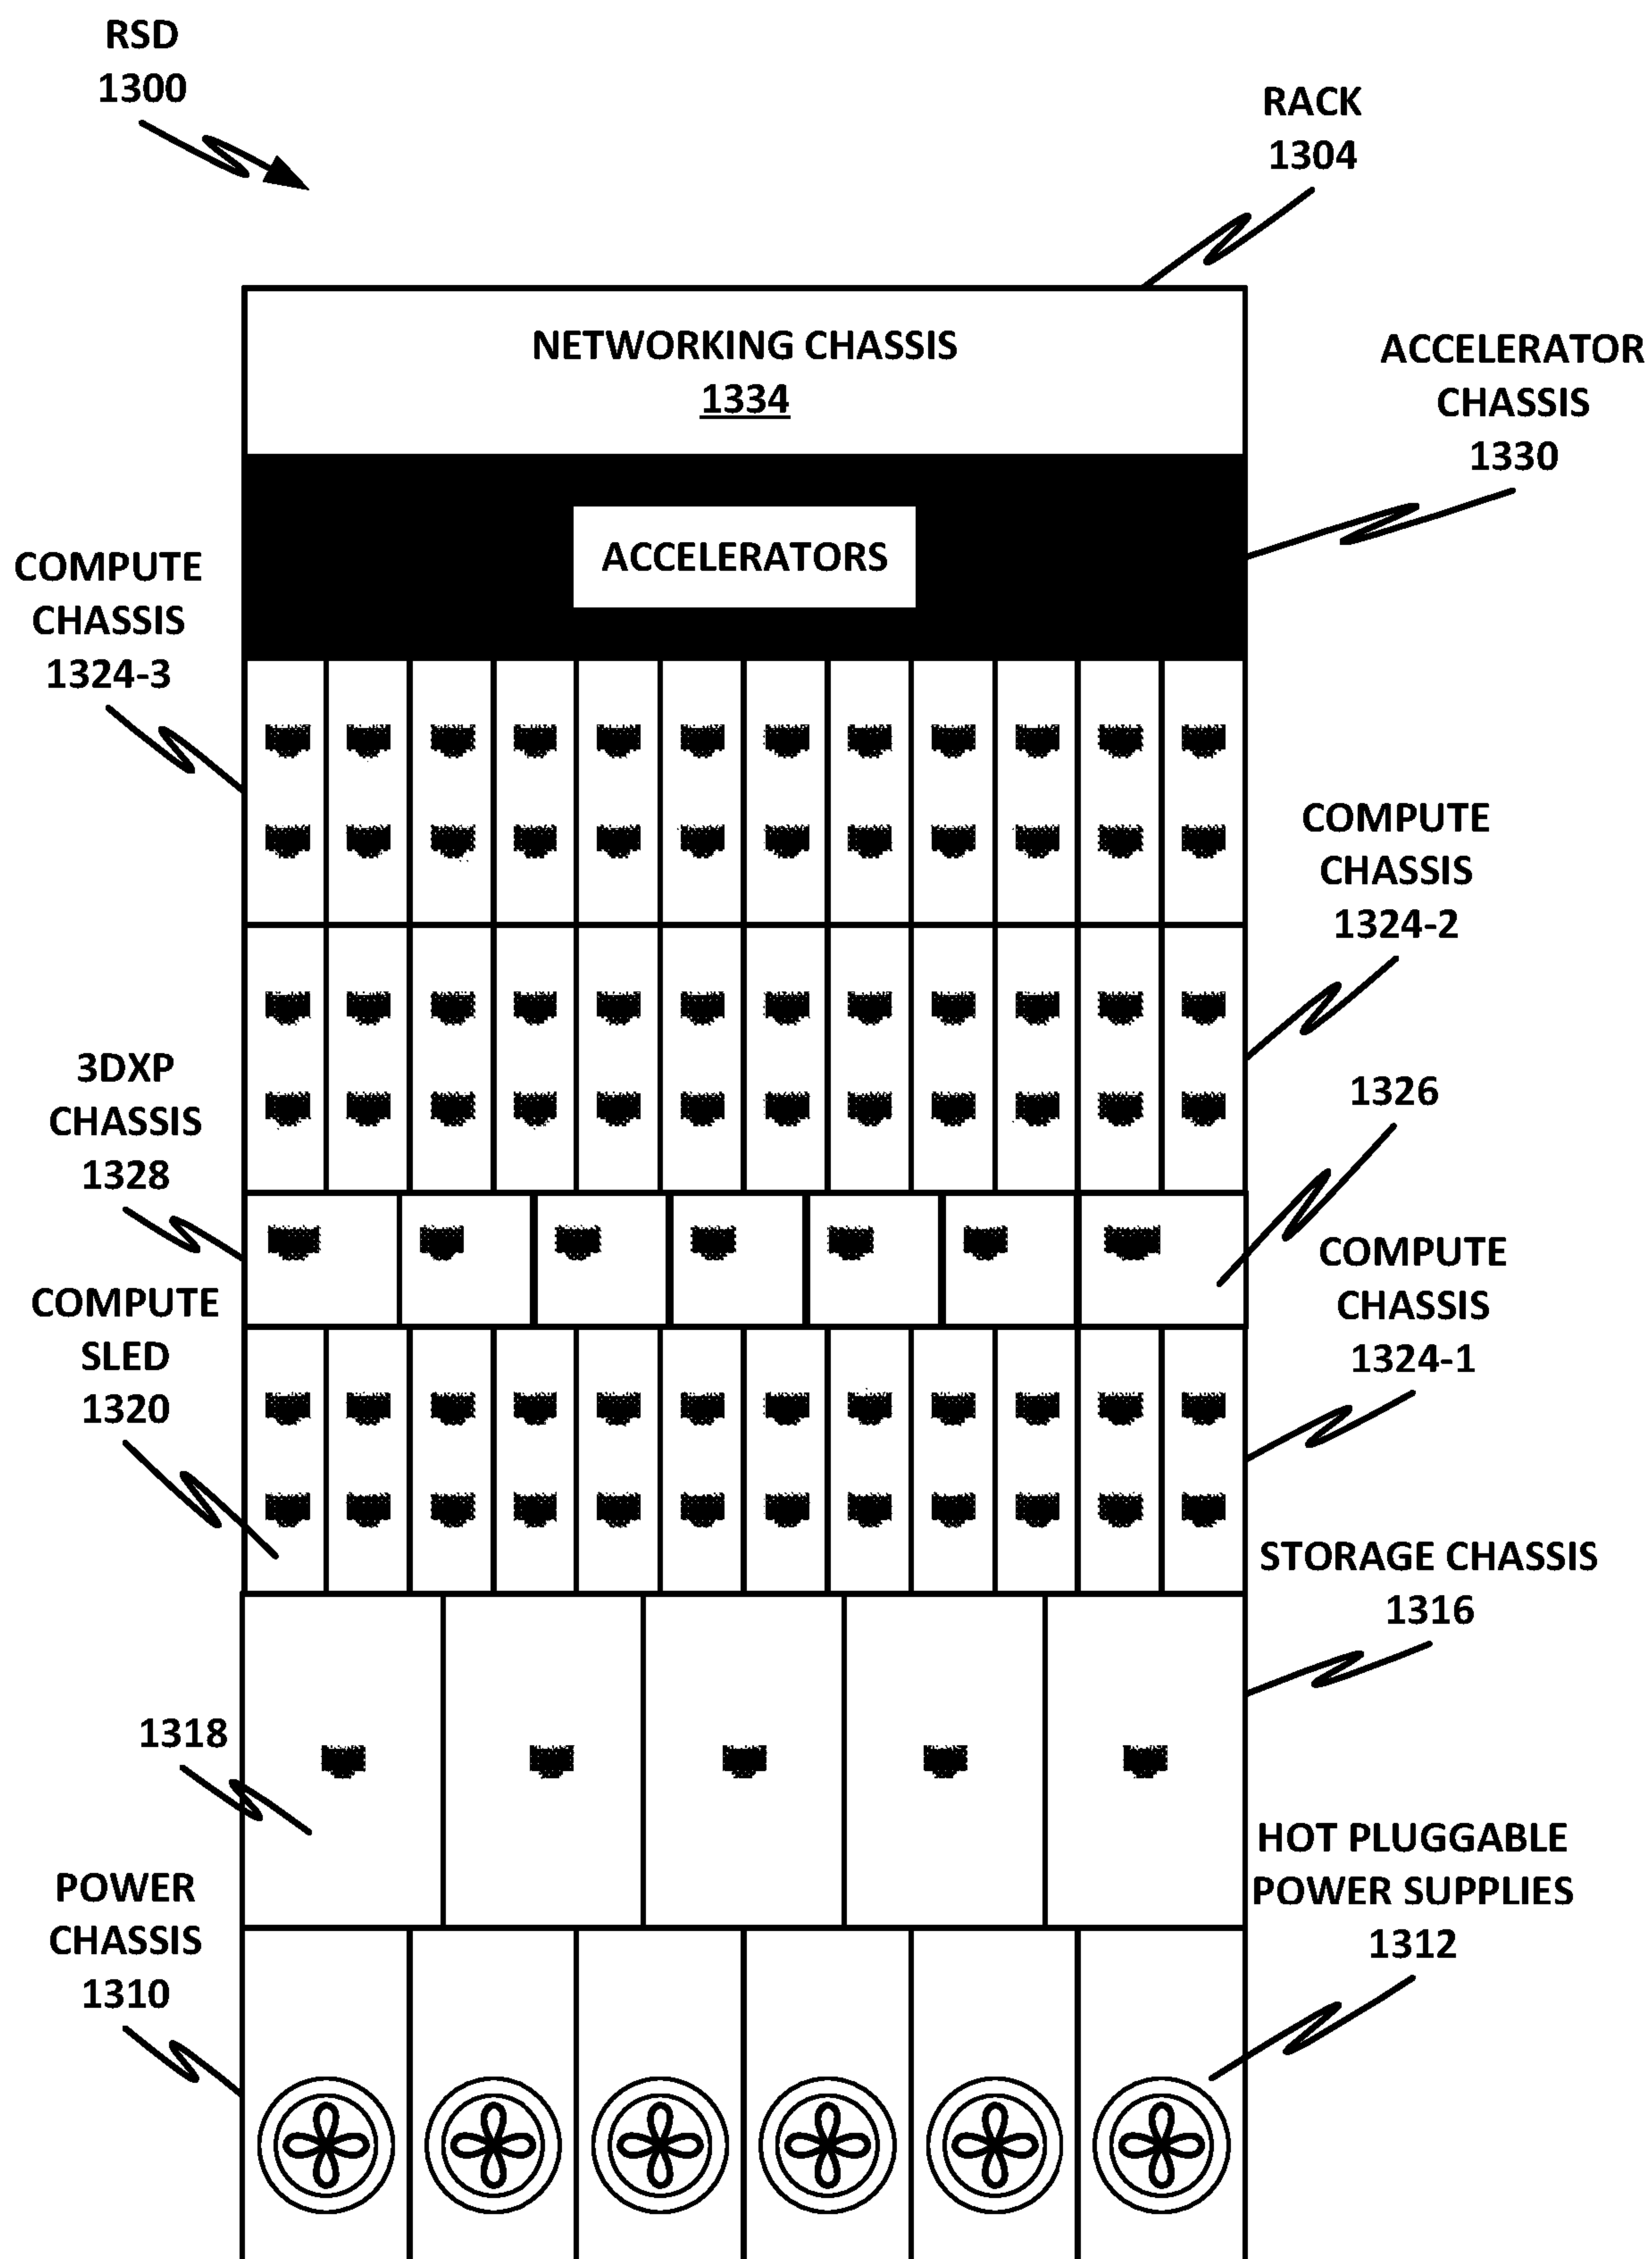 RSD
1300
RACK
1304
NETWORKING CHASSIS
1334
ACCELERATOR
CHASSIS
1330
ACCELERATORS
COMPUTE
CHASSIS
1324-3
COMPUTE
CHASSIS
1324-2
3DXP
CHASSIS
1328
1326
COMPUTE
SLED
1320
COMPUTE
CHASSIS
1324-1
STORAGE CHASSIS
1316
1318
POWER
CHASSIS
1310
HOT PLUGGABLE
POWER SUPPLIES
1312